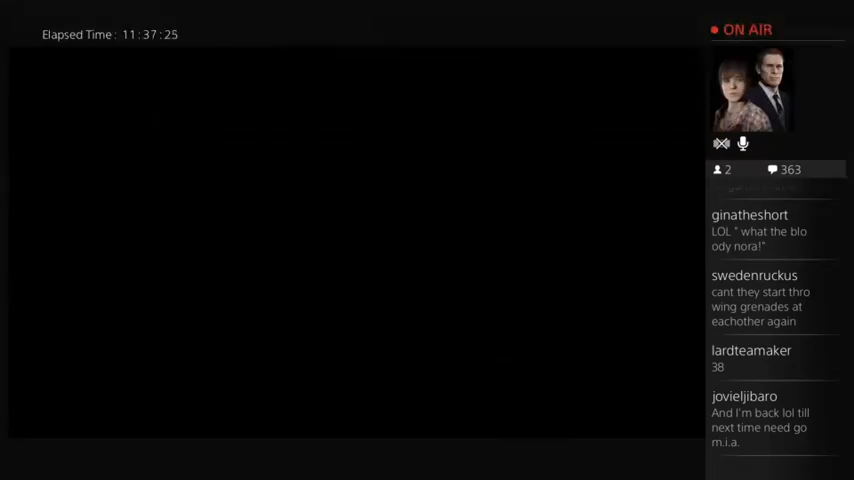 Elapsed Time : 11 : 37 : 25
ON AIR
2 363
ginatheshort
LOL " what the blo
ody nora!"
swedenruckus
cant they start thro
wing grenades at
eachother again
lardteamaker
38
jovieljibaro
And I'm back lol till
next time need go
m.i.a.